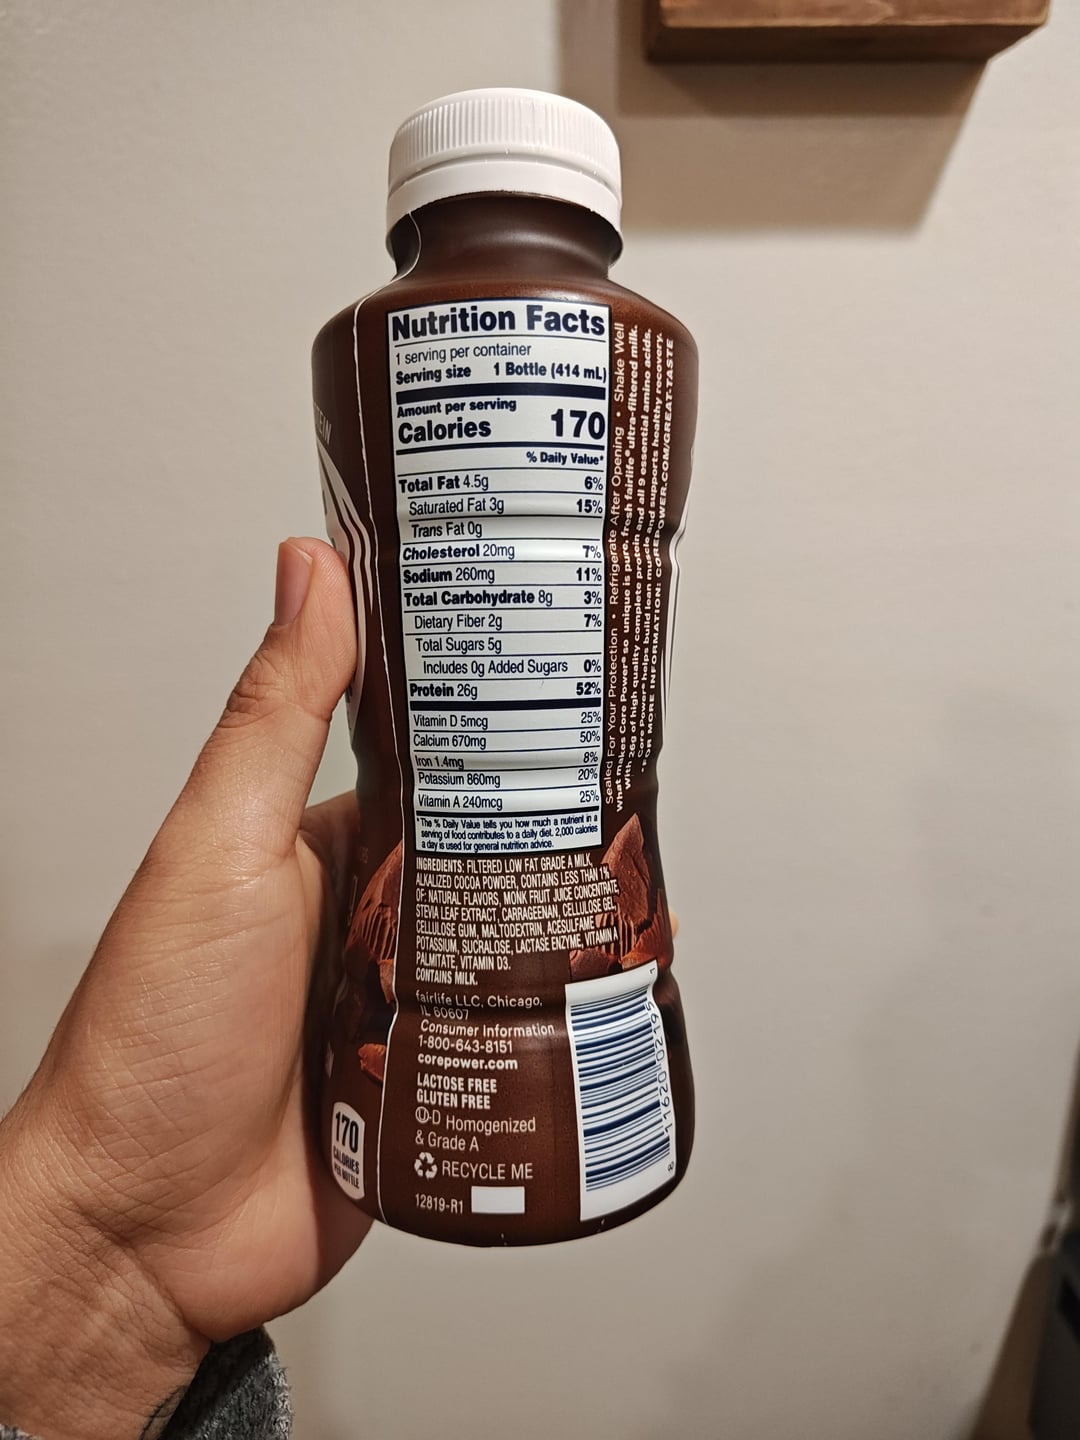 TEIN
Nutrition Facts
1 serving per container
Serving size 1 Bottle (414 mL)
Amount per serving
Calories 170
% Daily Value*
Total Fat 4.5g 6%
Saturated Fat 3g 15%
Trans Fat 0g
Cholesterol 20mg 7%
Sodium 260mg 11%
Total Carbohydrate 8g 3%
Dietary Fiber 2g 7%
Total Sugars 5g
Includes 0g Added Sugars 0%
Protein 26g 52%
Vitamin D 5mcg 25%
Calcium 670mg 50%
Iron 1.4mg 8%
Potassium 860mg 20%
Vitamin A 240mcg 25%
*The % Daily Value tells you how much a nutrient in a
serving of food contributes to a daily diet. 2,000 calories
a day is used for general nutrition advice.
INGREDIENTS: FILTERED LOW FAT GRADE A MILK,
ALKALIZED COCOA POWDER, CONTAINS LESS THAN 1%
OF: NATURAL FLAVORS, MONK FRUIT JUICE CONCENTRATE,
STEVIA LEAF EXTRACT, CARRAGEENAN, CELLULOSE GEL,
CELLULOSE GUM, MALTODEXTRIN, ACESULFAME
POTASSIUM, SUCRALOSE, LACTASE ENZYME, VITAMIN A
PALMITATE, VITAMIN D3.
CONTAINS MILK.
fairlife LLC, Chicago,
IL 60607
Consumer Information
1-800-643-8151
corepower.com
LACTOSE FREE
GLUTEN FREE
U-D Homogenized
& Grade A
RECYCLE ME
12819-R1
Sealed For Your Protection • Refrigerate After Opening • Shake Well
What makes Core Power® so unique is pure, fresh fairlife® ultra-filtered milk.
With 26g of high quality complete protein and all 9 essential amino acids,
Core Power® helps build lean muscle and supports healthy recovery.
*FOR MORE INFORMATION: COREPOWER.COM/GREAT-TASTE
8 11620 02195 1
170
CALORIES
PER BOTTLE